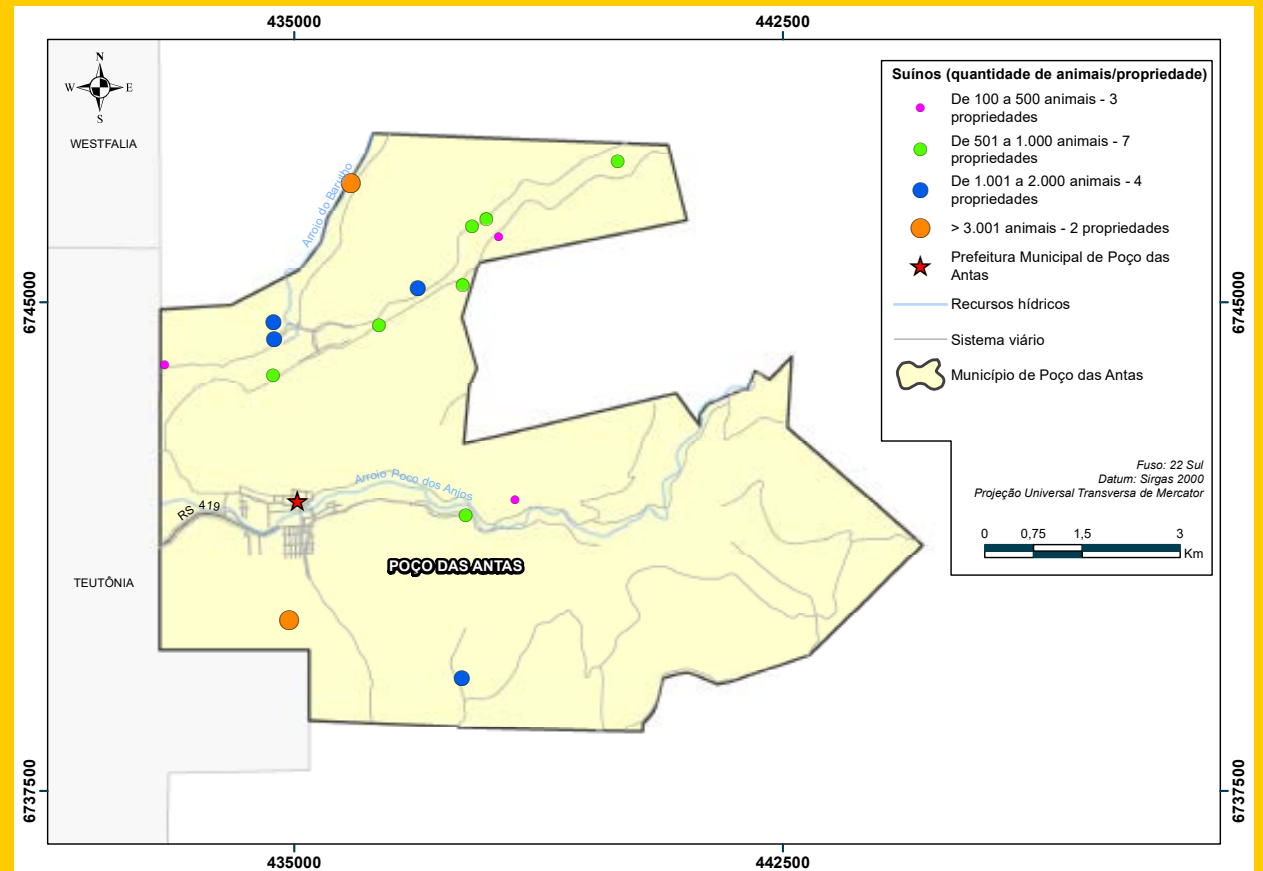 435000
442500
N
W
E
S
WESTFALIA
Arroio do Barulho
6745000
6745000
Arroio Poço dos Anjos
RS 419
POÇO DAS ANTAS
TEUTÔNIA
6737500
6737500
435000
442500
Suínos (quantidade de animais/propriedade)
De 100 a 500 animais - 3
propriedades
De 501 a 1.000 animais - 7
propriedades
De 1.001 a 2.000 animais - 4
propriedades
> 3.001 animais - 2 propriedades
Prefeitura Municipal de Poço das
Antas
Recursos hídricos
Sistema viário
Município de Poço das Antas
Fuso: 22 Sul
Datum: Sirgas 2000
Projeção Universal Transversa de Mercator
0 0,75 1,5 3
Km